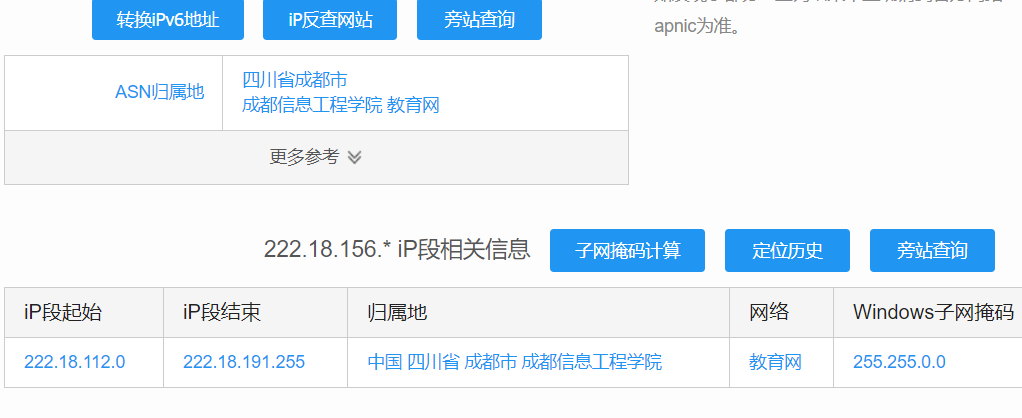 转换iPv6地址 iP反查网站 旁站查询
apnic为准。
ASN归属地 四川省成都市
成都信息工程学院 教育网
更多参考
222.18.156.* iP段相关信息 子网掩码计算 定位历史 旁站查询
iP段起始 iP段结束 归属地 网络 Windows子网掩码
222.18.112.0 222.18.191.255 中国 四川省 成都市 成都信息工程学院 教育网 255.255.0.0